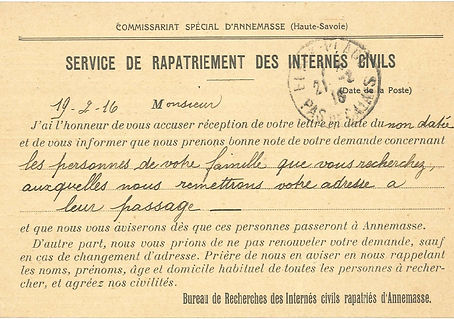 COMMISSARIAT SPÉCIAL D'ANNEMASSE (Haute-Savoie)
SERVICE DE RAPATRIEMENT DES INTERNÉS CIVILS
(Date de la Poste)
21
16
PAS DE CALAIS
19-2-16 Monsieur
J'ai l'honneur de vous accuser réception de votre lettre en date du non datée
et de vous informer que nous prenons bonne note de votre demande concernant
les personnes de votre famille que vous recherchez,
auxquelles nous remettrons votre adresse a
leur passage
et que nous vous aviserons dès que ces personnes passeront à Annemasse.
D'autre part, nous vous prions de ne pas renouveler votre demande, sauf
en cas de changement d'adresse. Prière de nous en aviser en nous rappelant
les noms, prénoms, âge et domicile habituel de toutes les personnes à recher-
cher, et agréez nos civilités.
Bureau de Recherches des Internés civils rapatriés d'Annemasse.